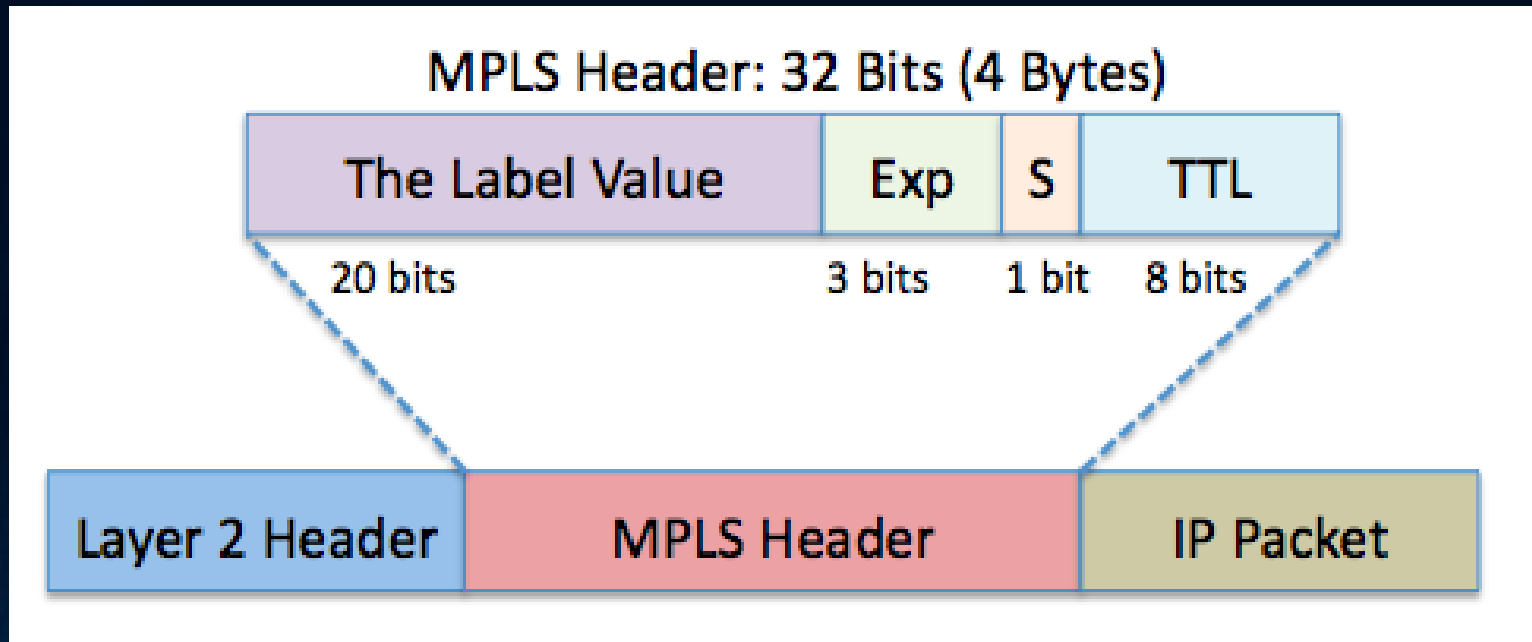 MPLS Header: 32 Bits (4 Bytes)
The Label Value Exp S TTL
20 bits 3 bits 1 bit 8 bits
Layer 2 Header MPLS Header IP Packet